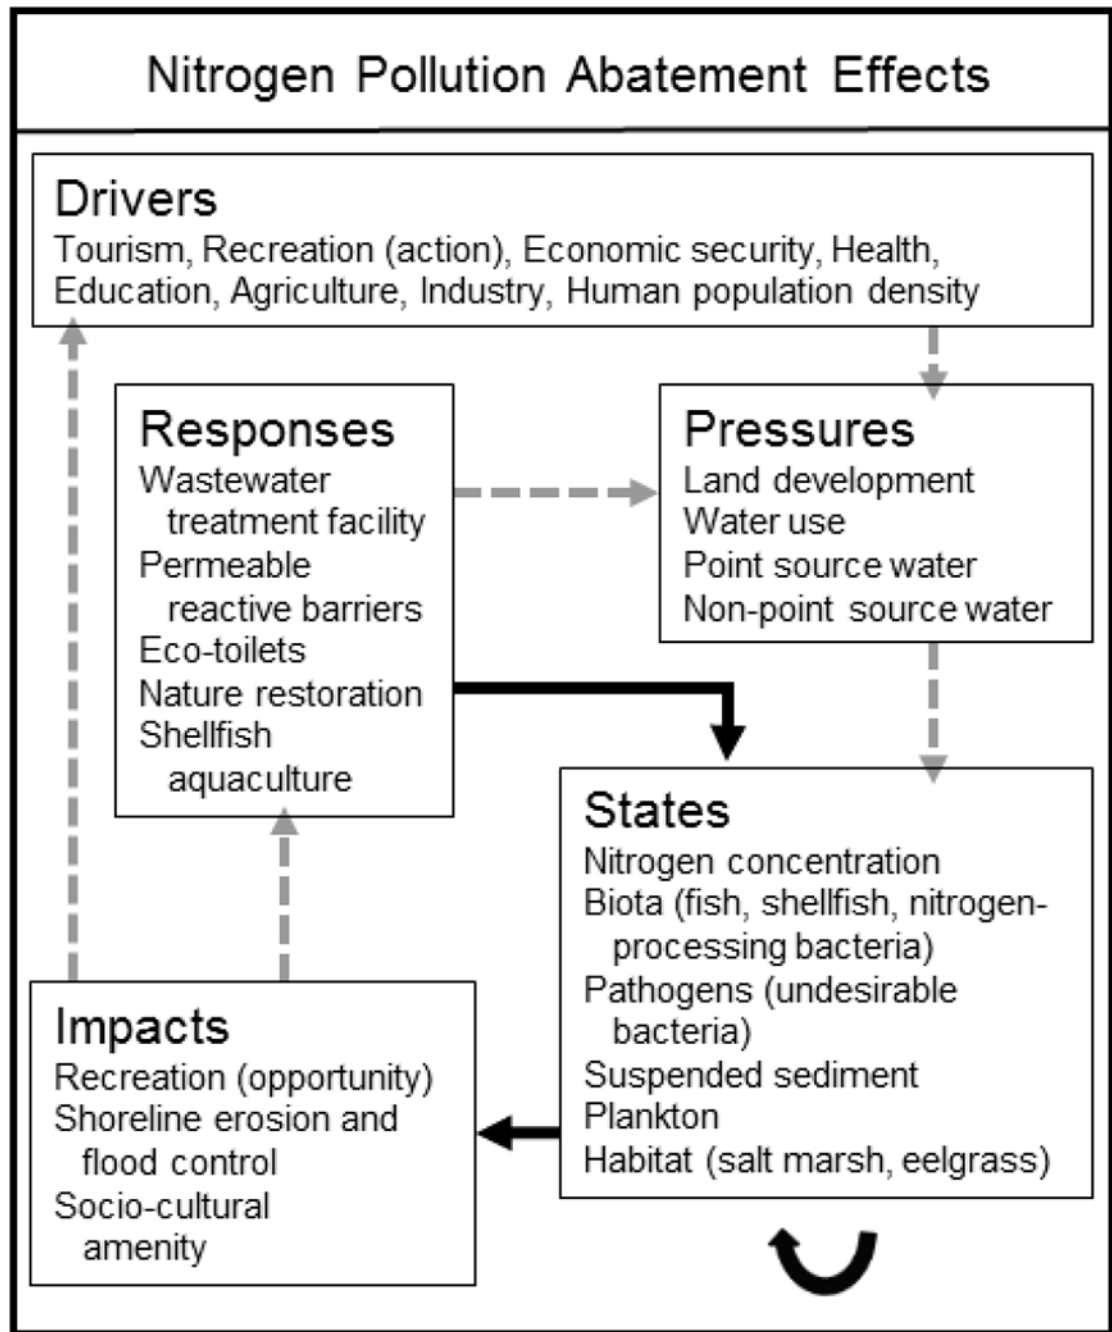 Nitrogen Pollution Abatement Effects
Drivers
Tourism, Recreation (action), Economic security, Health,
Education, Agriculture, Industry, Human population density
Responses
Wastewater
treatment facility
Permeable
reactive barriers
Eco-toilets
Nature restoration
Shellfish
aquaculture
Pressures
Land development
Water use
Point source water
Non-point source water
States
Nitrogen concentration
Biota (fish, shellfish, nitrogen-
processing bacteria)
Pathogens (undesirable
bacteria)
Suspended sediment
Plankton
Habitat (salt marsh, eelgrass)
Impacts
Recreation (opportunity)
Shoreline erosion and
flood control
Socio-cultural
amenity